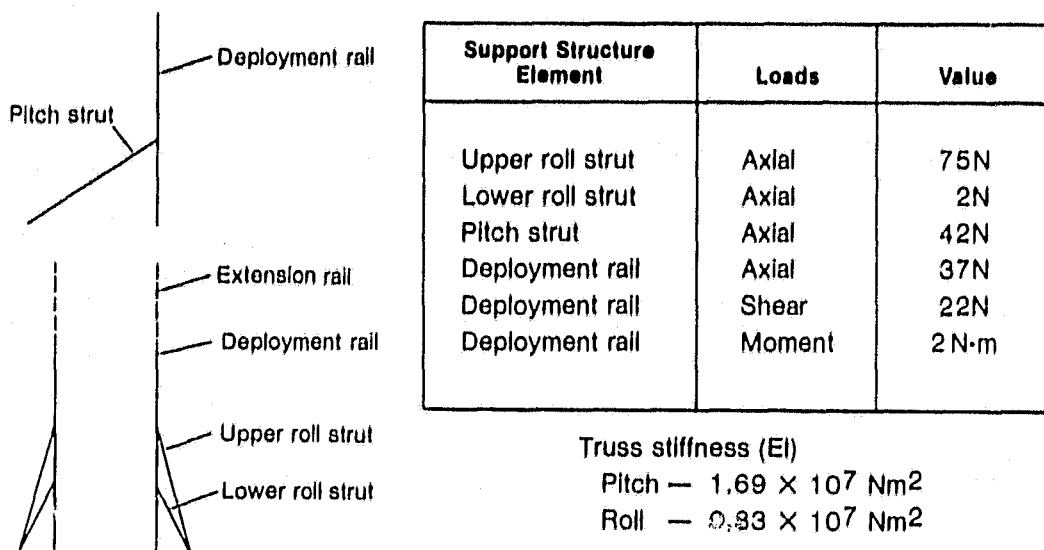 Deployment rail
Pitch strut
Extension rail
Deployment rail
Upper roll strut
Lower roll strut
Support Structure Element Loads Value
Upper roll strut Axial 75N
Lower roll strut Axial 2N
Pitch strut Axial 42N
Deployment rail Axial 37N
Deployment rail Shear 22N
Deployment rail Moment 2 N·m
Truss stiffness (EI)
Pitch — 1.69 × 10⁷ Nm²
Roll — 0.83 × 10⁷ Nm²